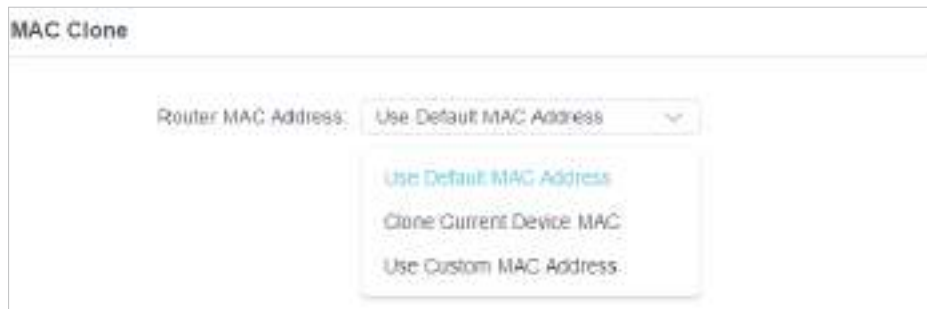 MAC Clone
Router MAC Address: Use Default MAC Address
Use Default MAC Address
Clone Current Device MAC
Use Custom MAC Address